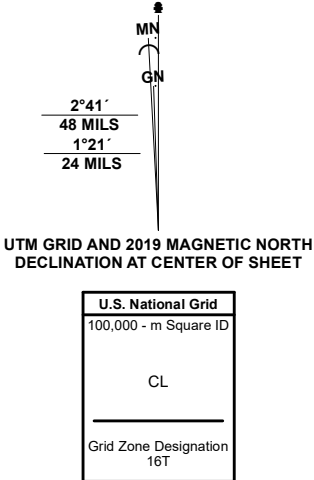 MN
GN
2°41´
48 MILS
1°21´
24 MILS
UTM GRID AND 2019 MAGNETIC NORTH
DECLINATION AT CENTER OF SHEET
U.S. National Grid
100,000 - m Square ID
CL
Grid Zone Designation
16T